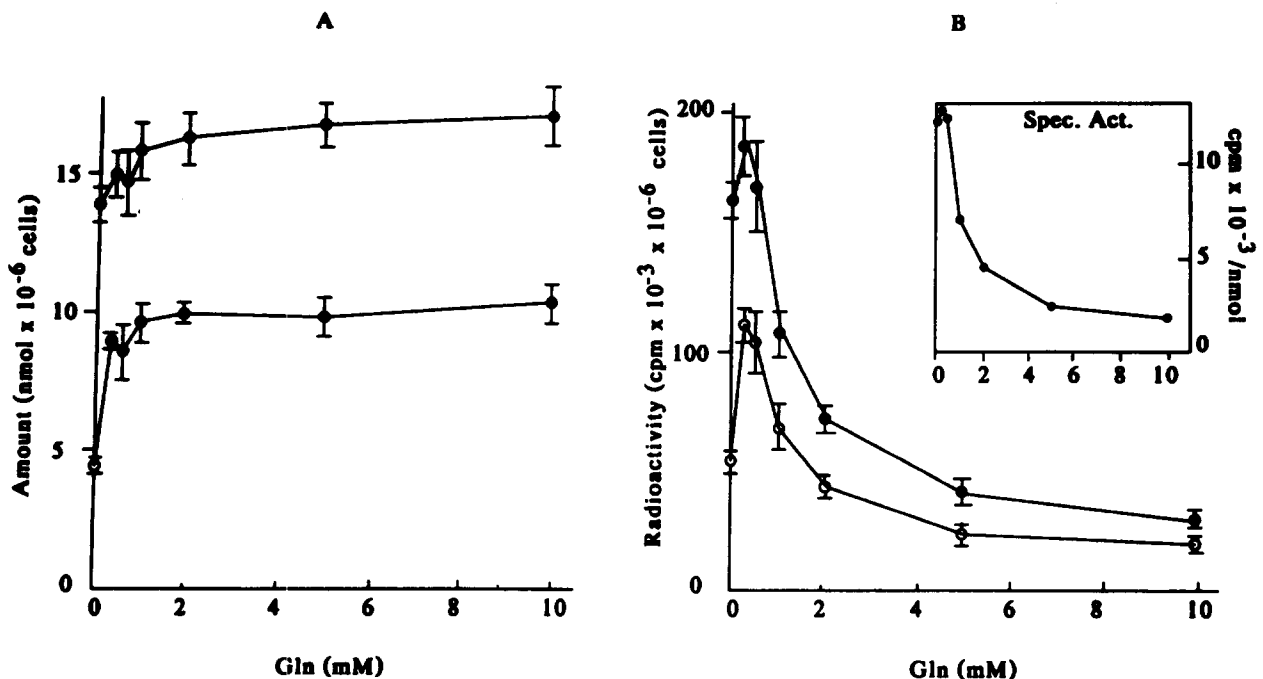 A
Amount (nmol x 10⁻⁶ cells)
15
10
5
0
0 2 4 6 8 10
Gln (mM)
B
Radioactivity (cpm x 10⁻³ x 10⁻⁶ cells)
200
100
0
0 2 4 6 8 10
Gln (mM)
Spec. Act.
cpm x 10⁻³/nmol
10
5
0
0 2 4 6 8 10